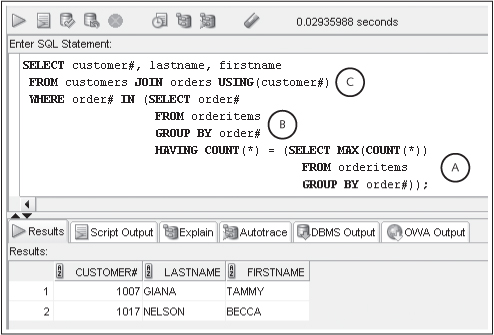 0.02935988 seconds
Enter SQL Statement:
SELECT customer#, lastname, firstname
FROM customers JOIN orders USING(customer#) C
WHERE order# IN (SELECT order#
FROM orderitems
B
GROUP BY order#
HAVING COUNT(*) = (SELECT MAX(COUNT(*))
FROM orderitems A
GROUP BY order#));
Results Script Output Explain Autotrace DBMS Output OWA Output
Results:
CUSTOMER# LASTNAME FIRSTNAME
1 1007 GIANA TAMMY
2 1017 NELSON BECCA